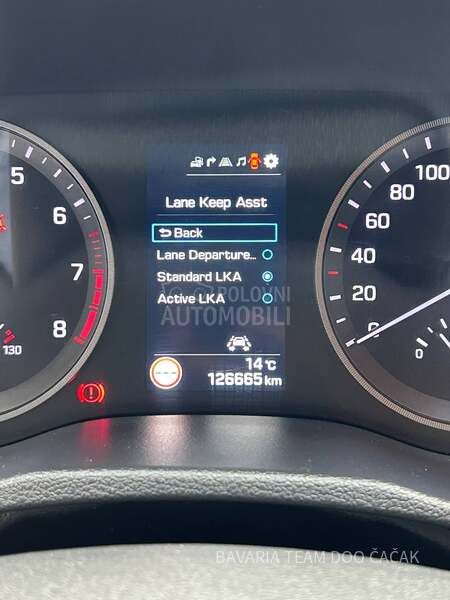 Lane Keep Asst
Back
Lane Departure...
Standard LKA
Active LKA
POLOVNI
AUTOMOBILI
14°C
126665 km
5
6
7
8
130
100
80
60
40
20
0
0
BAVARIA TEAM DOO ČAČAK